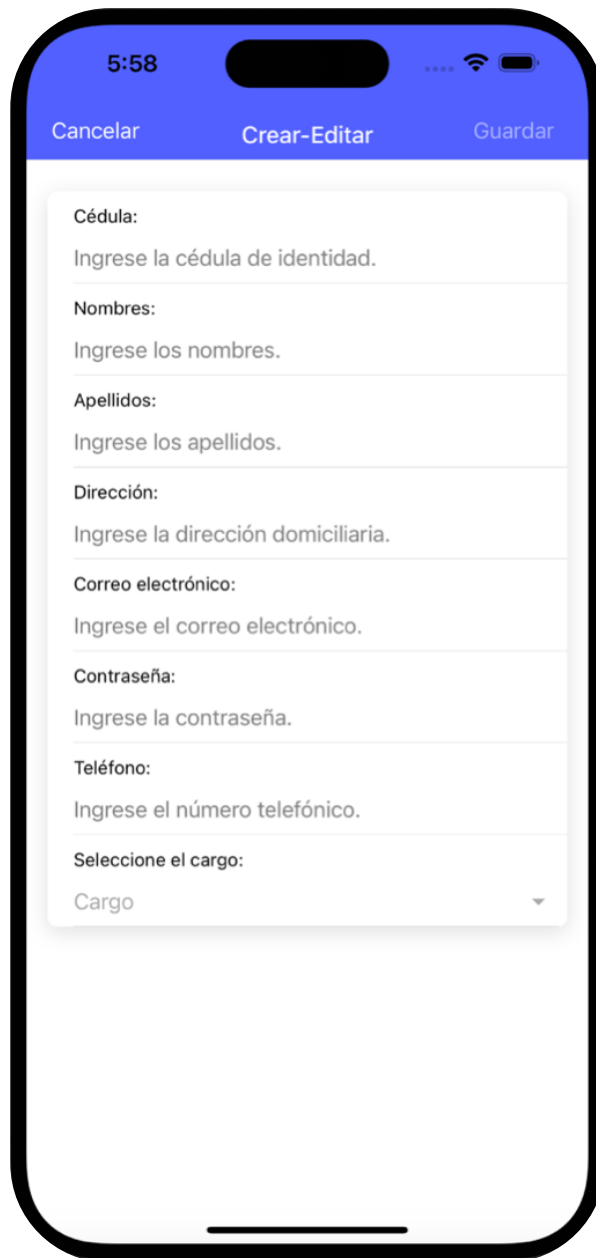 5:58
Cancelar Crear-Editar Guardar
Cédula:
Ingrese la cédula de identidad.
Nombres:
Ingrese los nombres.
Apellidos:
Ingrese los apellidos.
Dirección:
Ingrese la dirección domiciliaria.
Correo electrónico:
Ingrese el correo electrónico.
Contraseña:
Ingrese la contraseña.
Teléfono:
Ingrese el número telefónico.
Seleccione el cargo:
Cargo